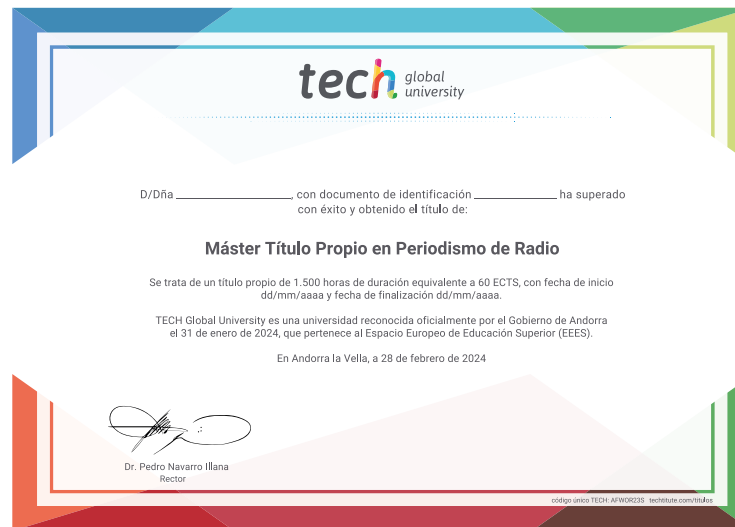 tech global university
D/Dña ____________________, con documento de identificación ______________ ha superado
con éxito y obtenido el título de:
Máster Título Propio en Periodismo de Radio
Se trata de un título propio de 1.500 horas de duración equivalente a 60 ECTS, con fecha de inicio
dd/mm/aaaa y fecha de finalización dd/mm/aaaa.
TECH Global University es una universidad reconocida oficialmente por el Gobierno de Andorra
el 31 de enero de 2024, que pertenece al Espacio Europeo de Educación Superior (EEES).
En Andorra la Vella, a 28 de febrero de 2024
Dr. Pedro Navarro Illana
Rector
código único TECH: AFWOR23S techtitute.com/titulos